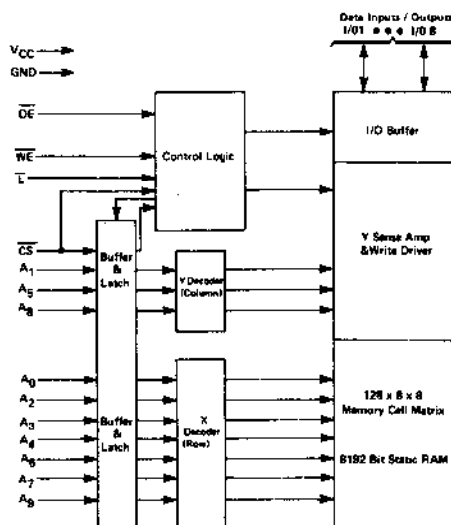 Data Inputs / Outputs
I/O1 ● ● ● I/O 8
VCC
GND
OE
WE
L
CS
A1
A5
A8
A0
A2
A3
A4
A6
A7
A9
Control Logic
Buffer
&
Latch
Y Decoder
(Column)
Buffer
&
Latch
X
Decoder
(Row)
I/O Buffer
Y Sense Amp
&Write Driver
128 x 8 x 8
Memory Cell Matrix
8192 Bit Static RAM